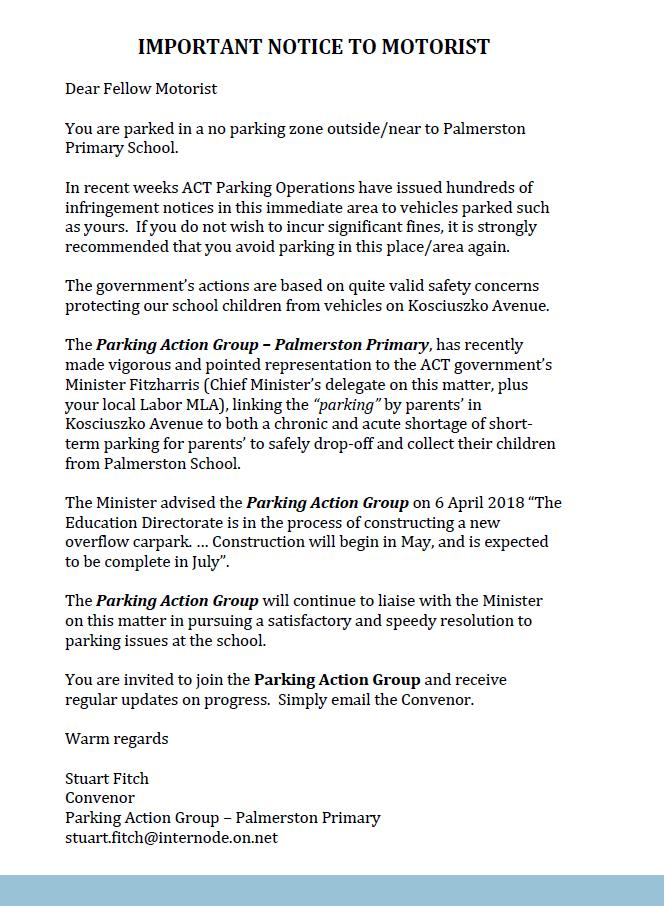 IMPORTANT NOTICE TO MOTORIST
Dear Fellow Motorist
You are parked in a no parking zone outside/near to Palmerston
Primary School.
In recent weeks ACT Parking Operations have issued hundreds of
infringement notices in this immediate area to vehicles parked such
as yours.  If you do not wish to incur significant fines, it is strongly
recommended that you avoid parking in this place/area again.
The government’s actions are based on quite valid safety concerns
protecting our school children from vehicles on Kosciuszko Avenue.
The Parking Action Group – Palmerston Primary, has recently
made vigorous and pointed representation to the ACT government’s
Minister Fitzharris (Chief Minister’s delegate on this matter, plus
your local Labor MLA), linking the “parking” by parents’ in
Kosciuszko Avenue to both a chronic and acute shortage of short-
term parking for parents’ to safely drop-off and collect their children
from Palmerston School.
The Minister advised the Parking Action Group on 6 April 2018 “The
Education Directorate is in the process of constructing a new
overflow carpark. … Construction will begin in May, and is expected
to be complete in July”.
The Parking Action Group will continue to liaise with the Minister
on this matter in pursuing a satisfactory and speedy resolution to
parking issues at the school.
You are invited to join the Parking Action Group and receive
regular updates on progress.  Simply email the Convenor.
Warm regards
Stuart Fitch
Convenor
Parking Action Group – Palmerston Primary
stuart.fitch@internode.on.net